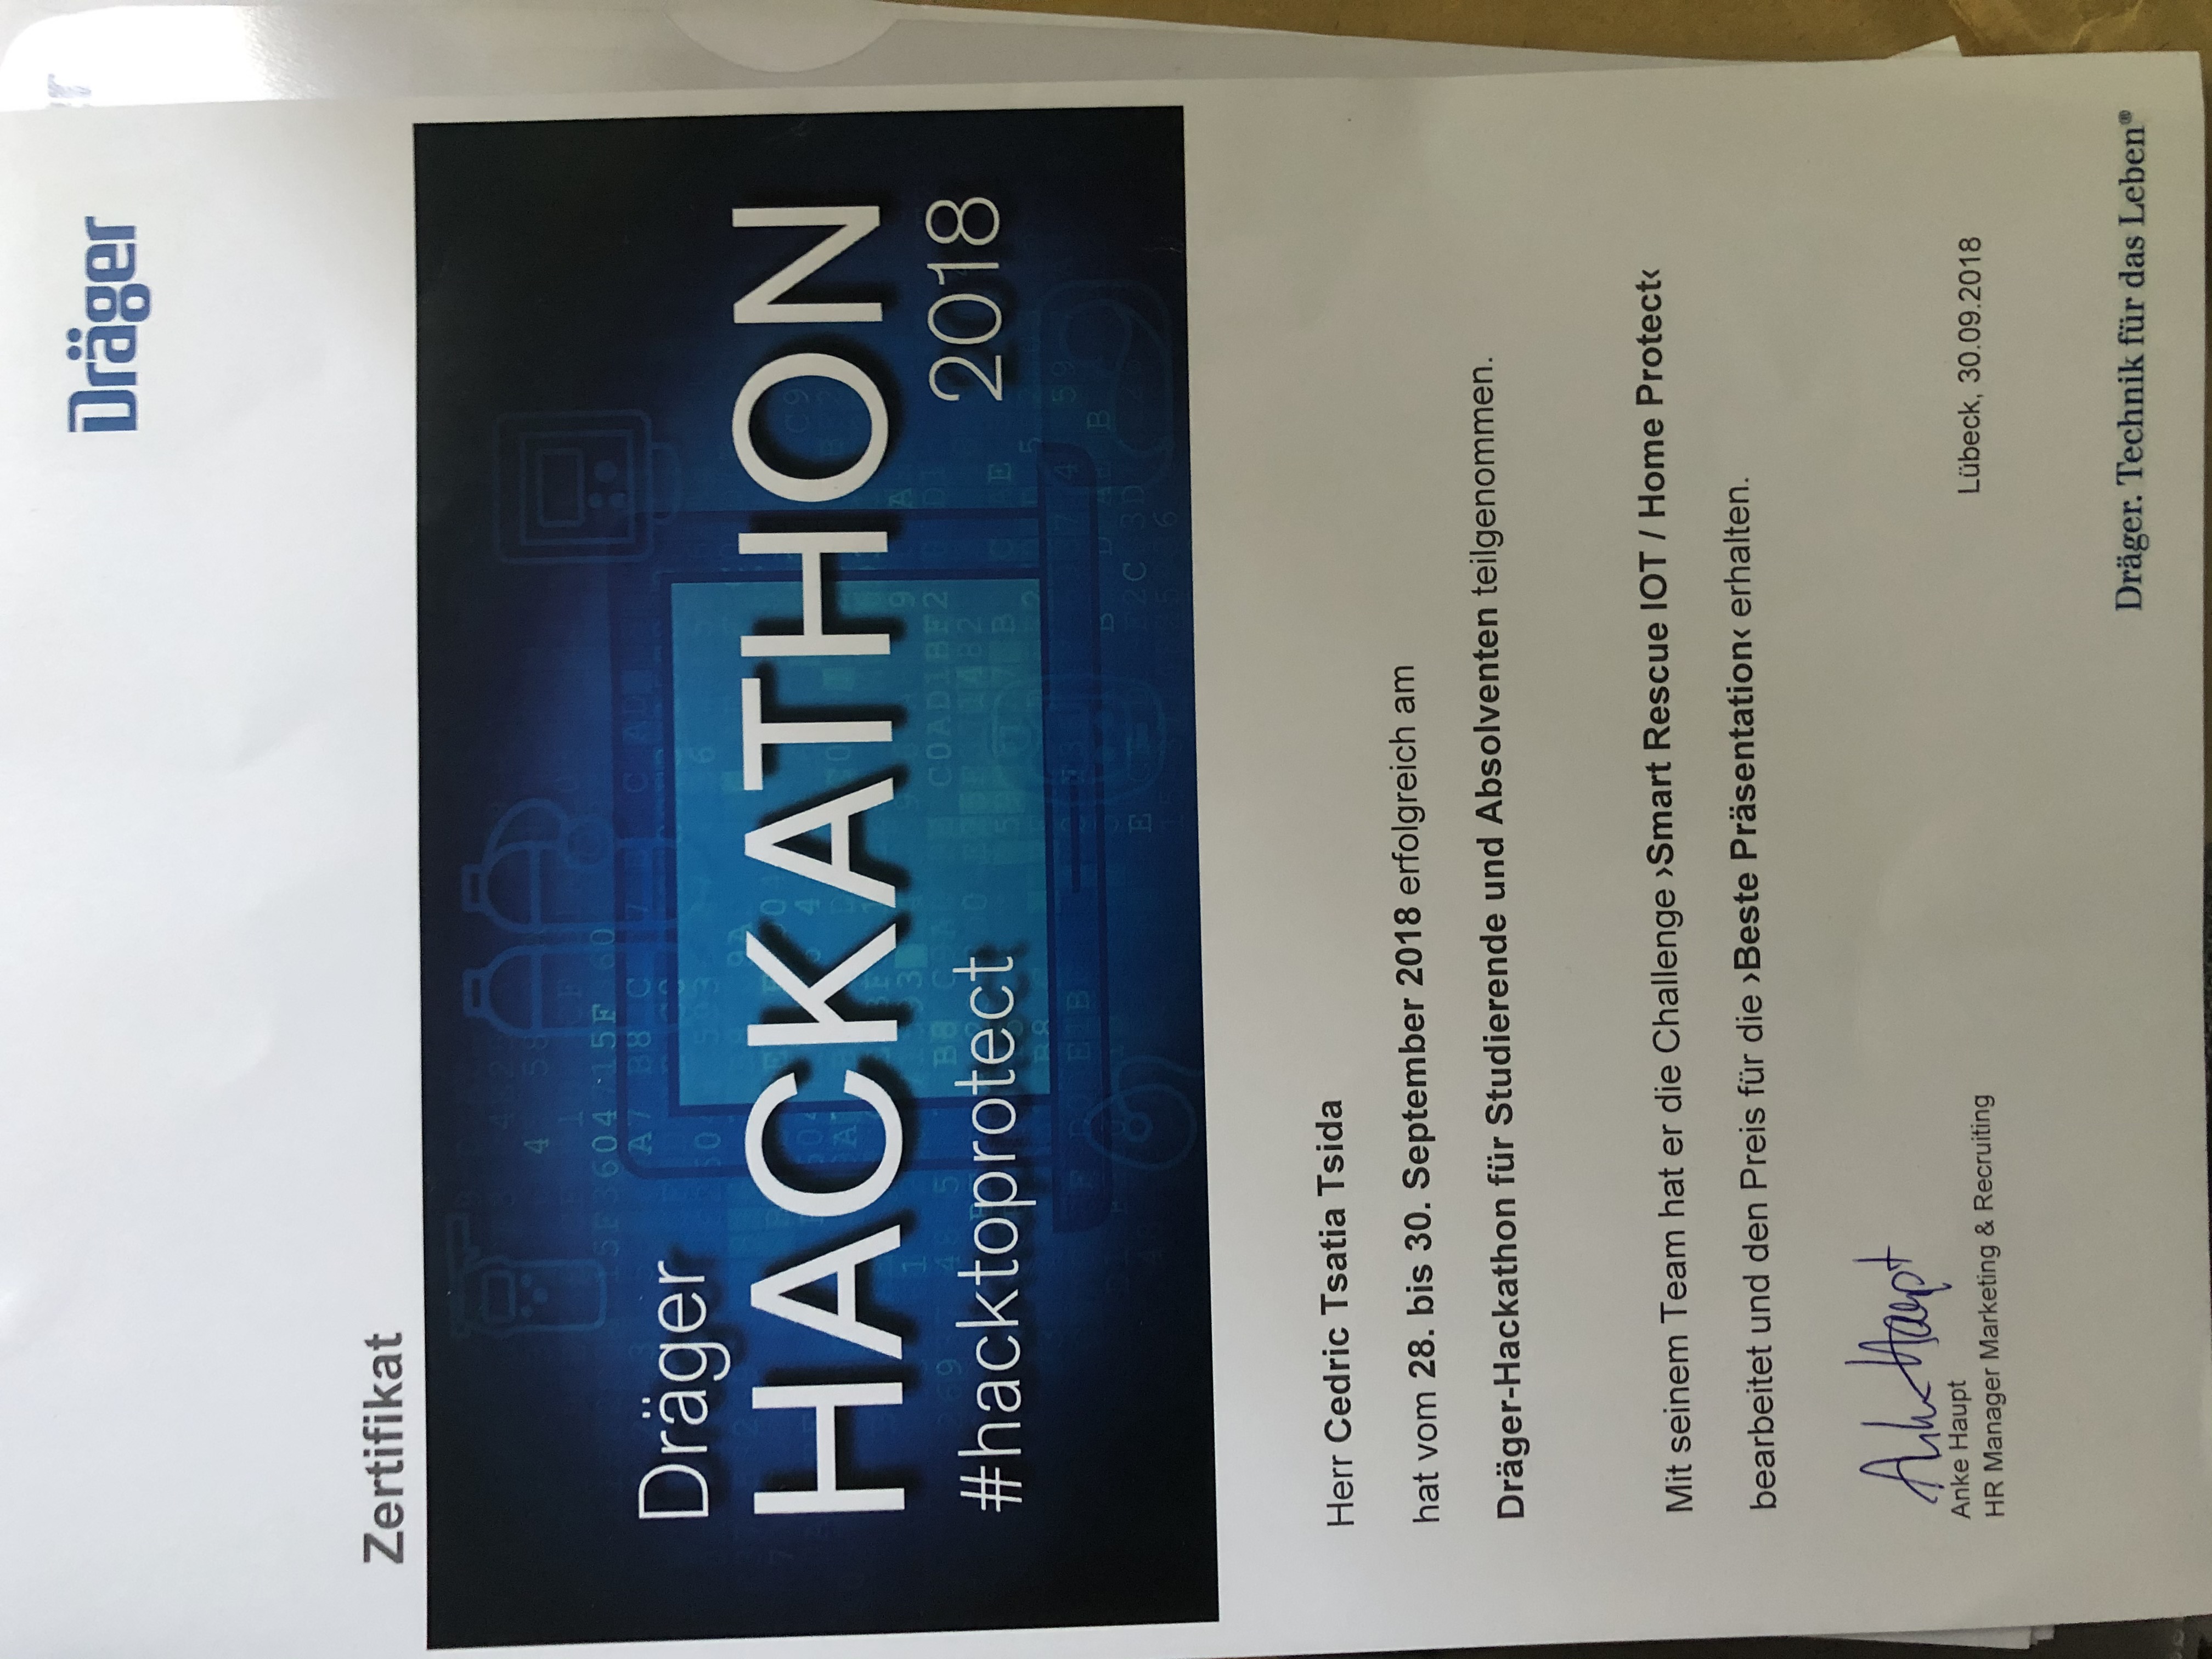 Dräger
Zertifikat
Dräger
HACKATHON
#hacktoprotect
2018
Herr Cedric Tsatia Tsida
hat vom 28. bis 30. September 2018 erfolgreich am
Dräger-Hackathon für Studierende und Absolventen teilgenommen.
Mit seinem Team hat er die Challenge ›Smart Rescue IOT / Home Protect‹
bearbeitet und den Preis für die ›Beste Präsentation‹ erhalten.
Anke Haupt
Anke Haupt
HR Manager Marketing & Recruiting
Lübeck, 30.09.2018
Dräger. Technik für das Leben®